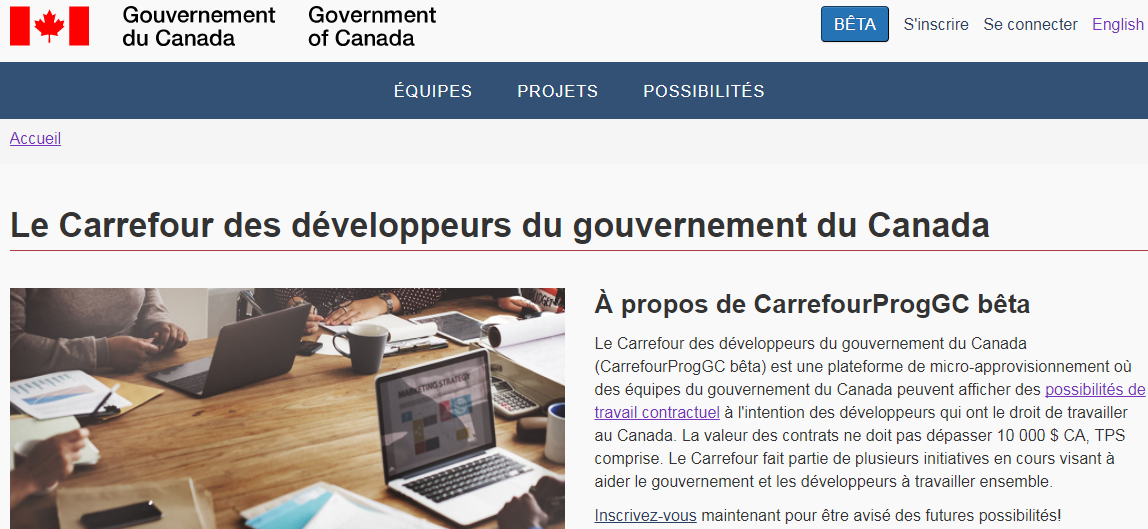 Gouvernement
du Canada
Government
of Canada
BÊTA
S'inscrire
Se connecter
English
ÉQUIPES
PROJETS
POSSIBILITÉS
Accueil
Le Carrefour des développeurs du gouvernement du Canada
MARKETING STRATEGY
À propos de CarrefourProgGC bêta
Le Carrefour des développeurs du gouvernement du Canada
(CarrefourProgGC bêta) est une plateforme de micro-approvisionnement où
des équipes du gouvernement du Canada peuvent afficher des possibilités de
travail contractuel à l'intention des développeurs qui ont le droit de travailler
au Canada. La valeur des contrats ne doit pas dépasser 10 000 $ CA, TPS
comprise. Le Carrefour fait partie de plusieurs initiatives en cours visant à
aider le gouvernement et les développeurs à travailler ensemble.
Inscrivez-vous maintenant pour être avisé des futures possibilités!